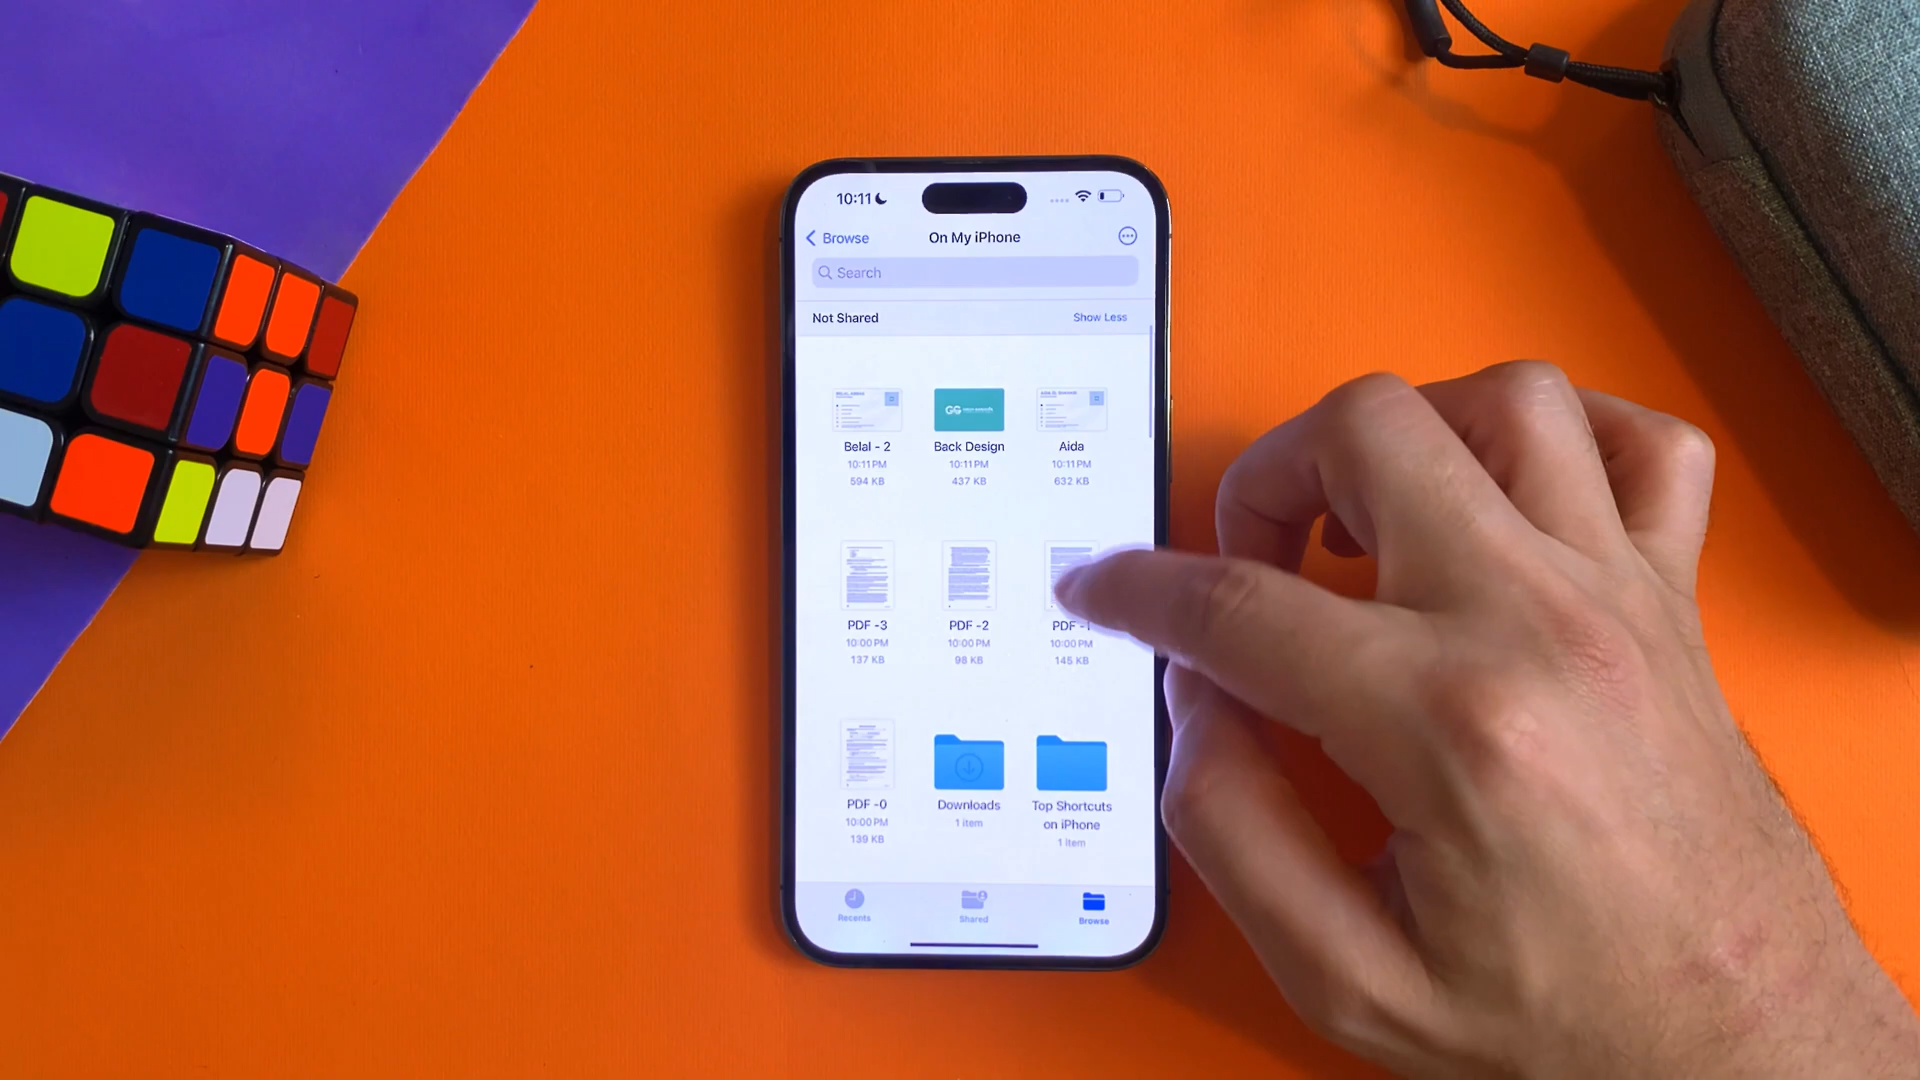 10:11
Browse
On My iPhone
Search
Not Shared
Show Less
Belal - 2
Back Design
Aida
10:11 PM
10:11 PM
10:11 PM
594 KB
437 KB
632 KB
PDF -3
PDF -2
PDF -1
10:00 PM
10:00 PM
10:00 PM
137 KB
98 KB
145 KB
PDF -0
Downloads
Top Shortcuts
on iPhone
10:00 PM
1 item
139 KB
1 item
Recents
Shared
Browse